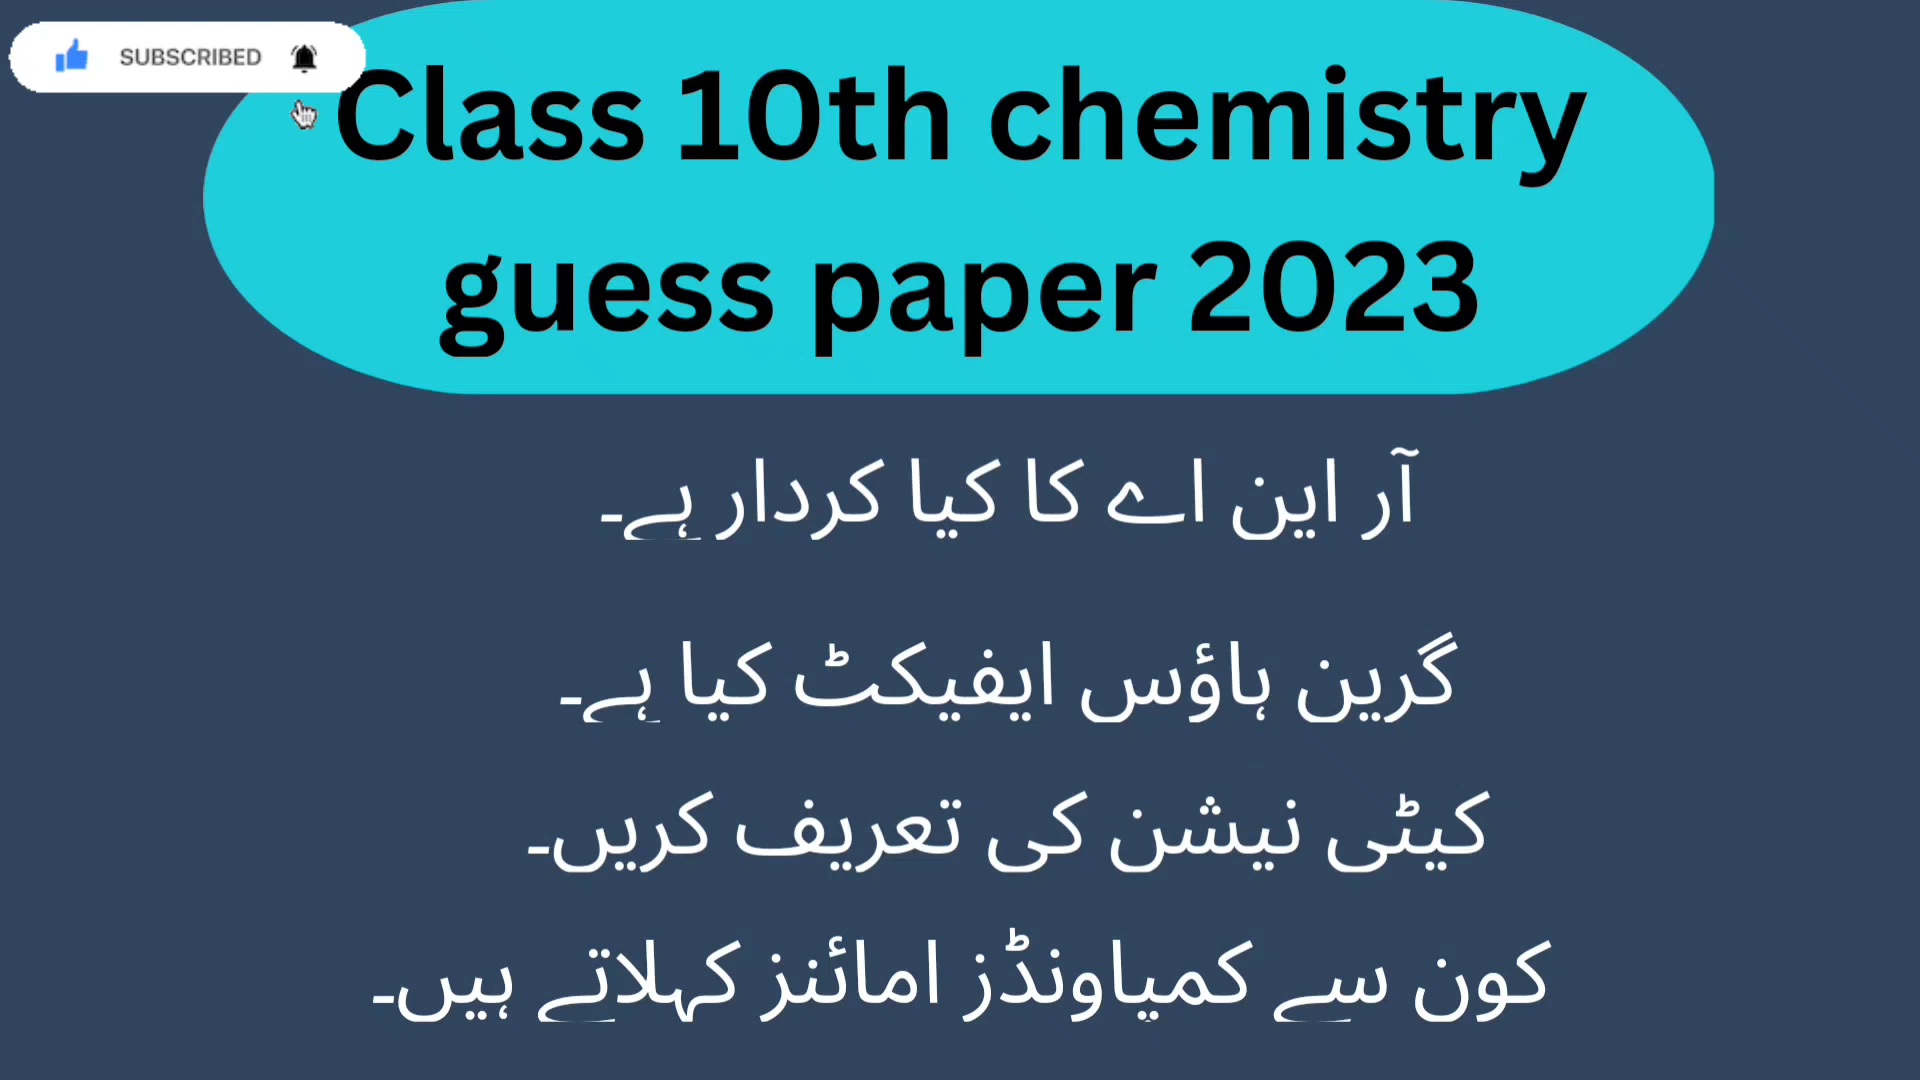 SUBSCRIBED
Class 10th chemistry
guess paper 2023
آر این اے کا کیا کردار ہے۔
گرین ہاؤس ایفیکٹ کیا ہے۔
کیٹی نیشن کی تعریف کریں۔
کون سے کمپاونڈز امائنز کہلاتے ہیں۔